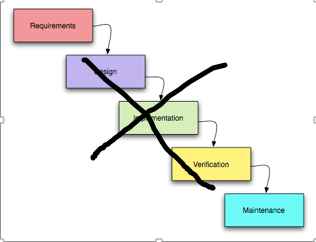 Requirements
Design
Implementation
Verification
Maintenance